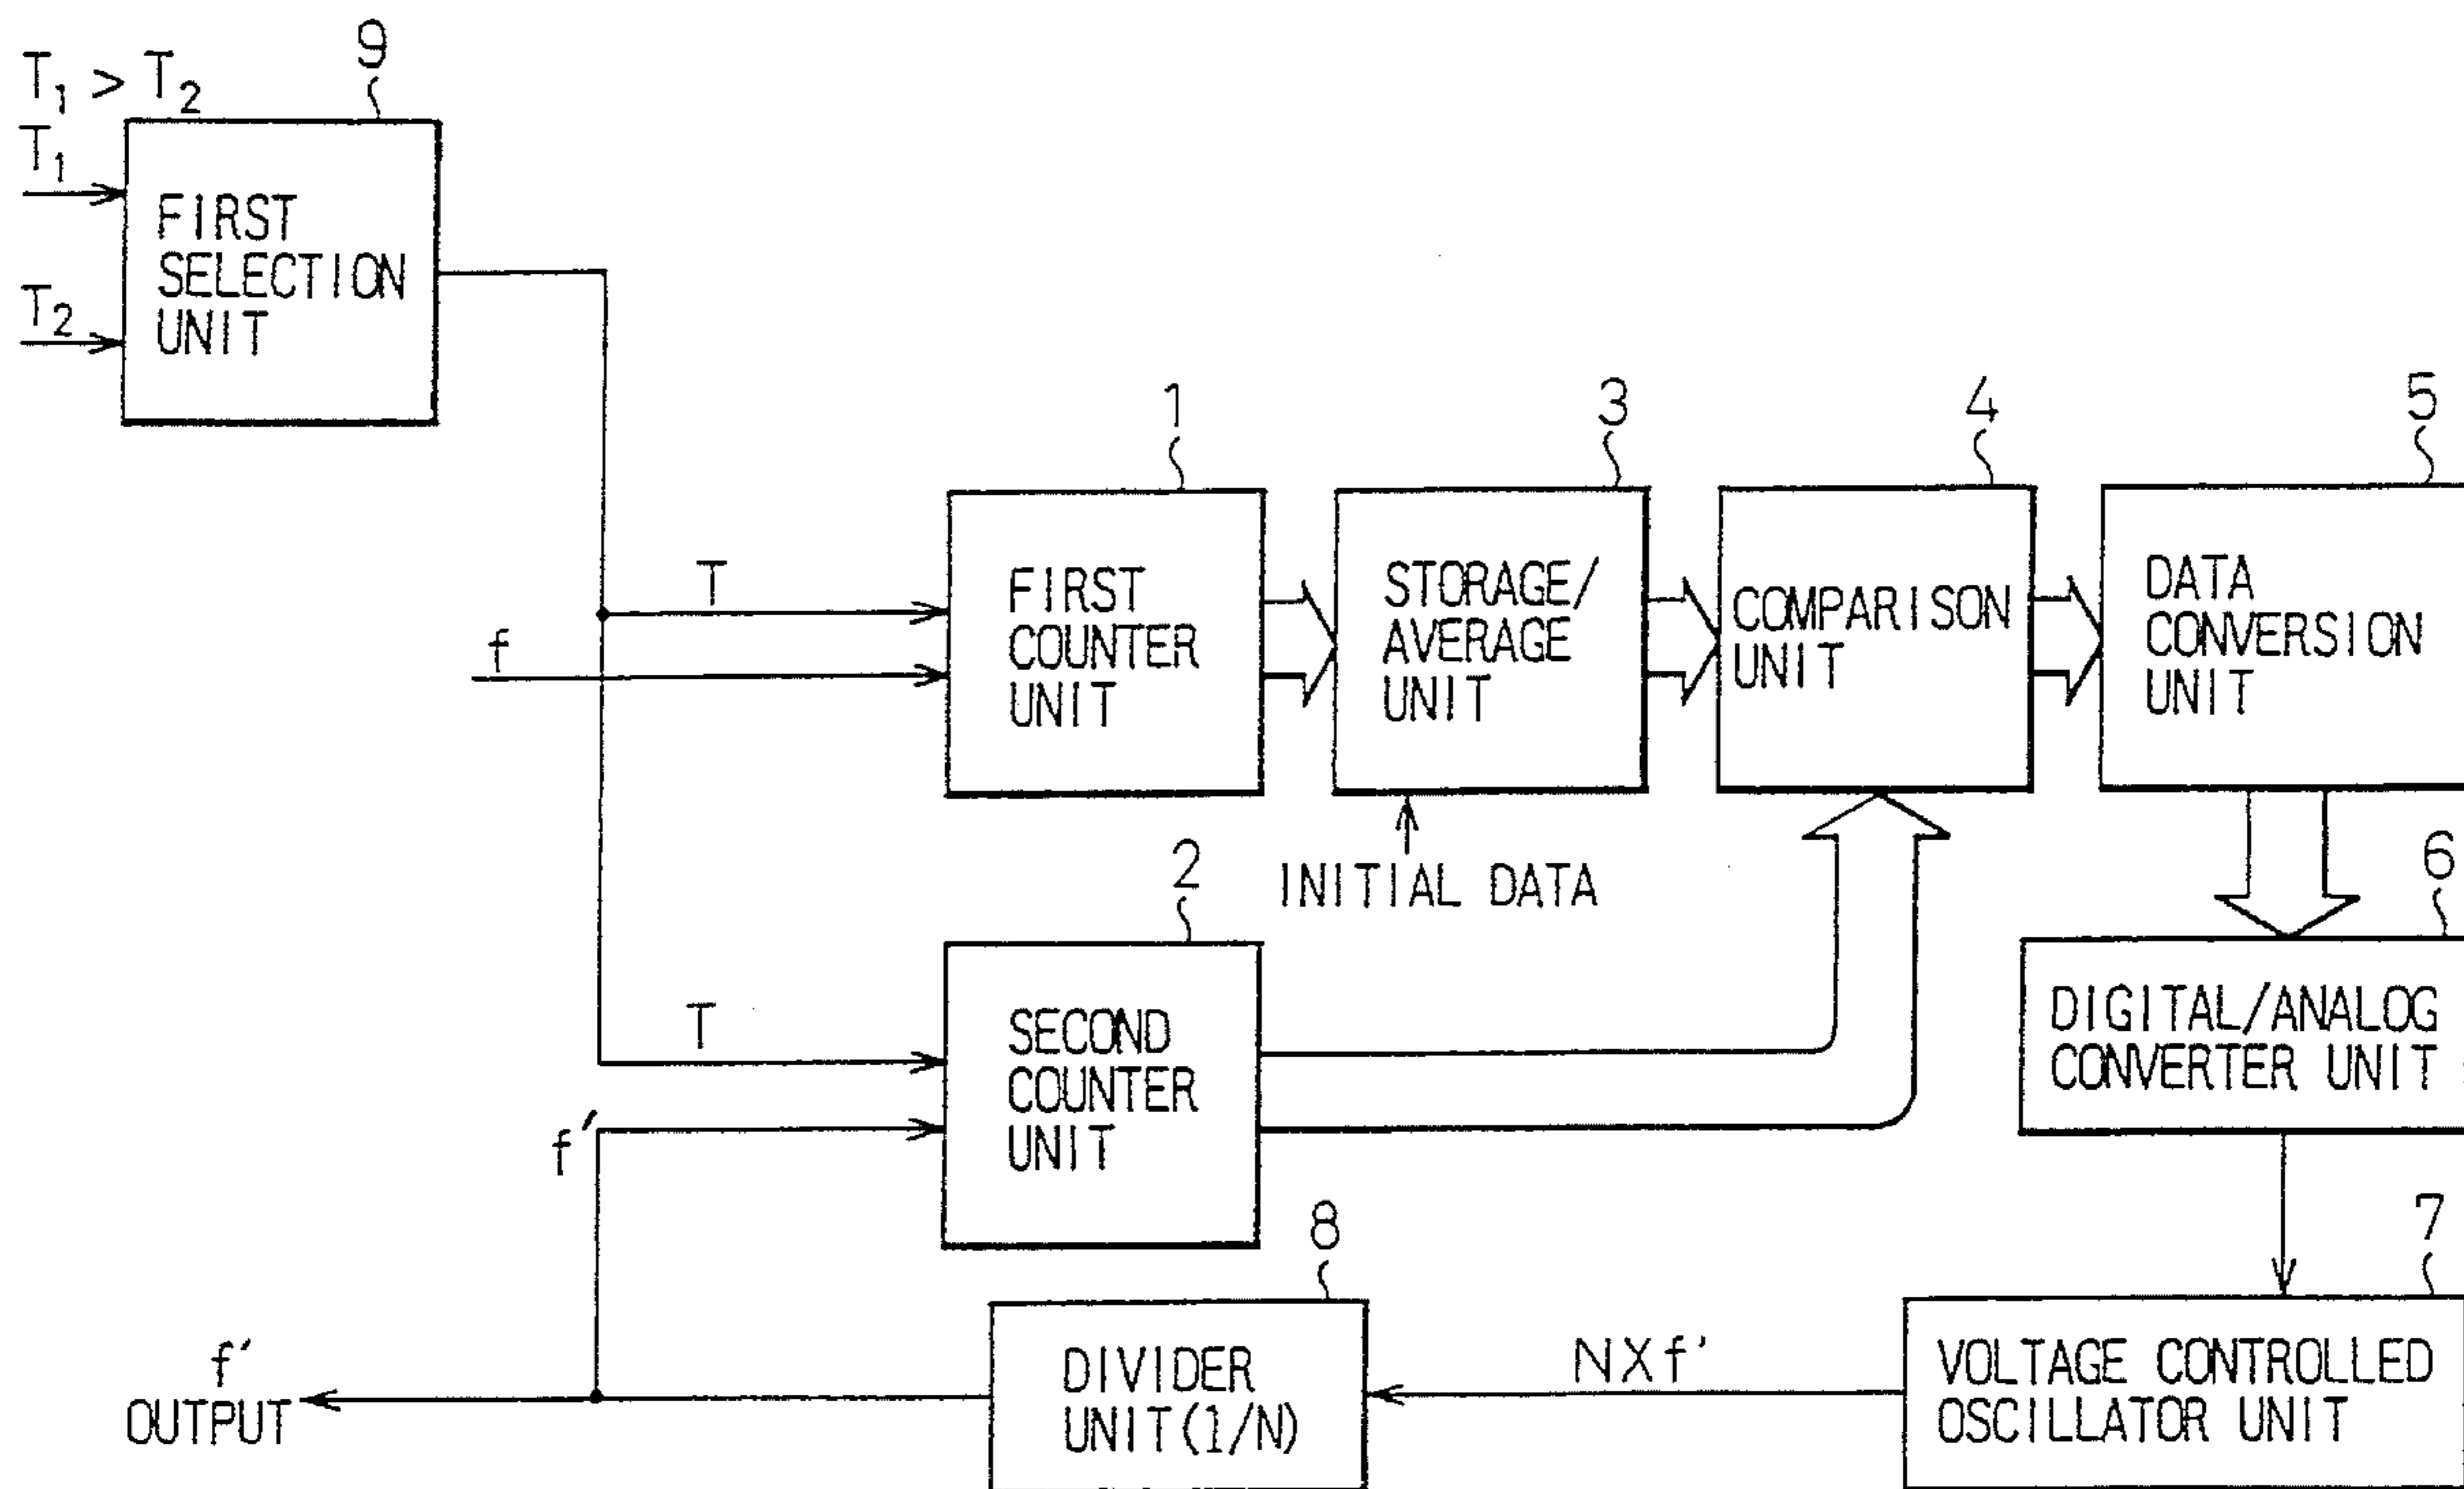 9
T₁ > T₂
T₁
FIRST
SELECTION
UNIT
T₂
1
3
4
5
T
f
FIRST
COUNTER
UNIT
STORAGE/
AVERAGE
UNIT
COMPARISON
UNIT
DATA
CONVERSION
UNIT
INITIAL DATA
2
6
T
f'
SECOND
COUNTER
UNIT
DIGITAL/ANALOG
CONVERTER UNIT
8
7
f'
OUTPUT
DIVIDER
UNIT(1/N)
NXf'
VOLTAGE CONTROLLED
OSCILLATOR UNIT